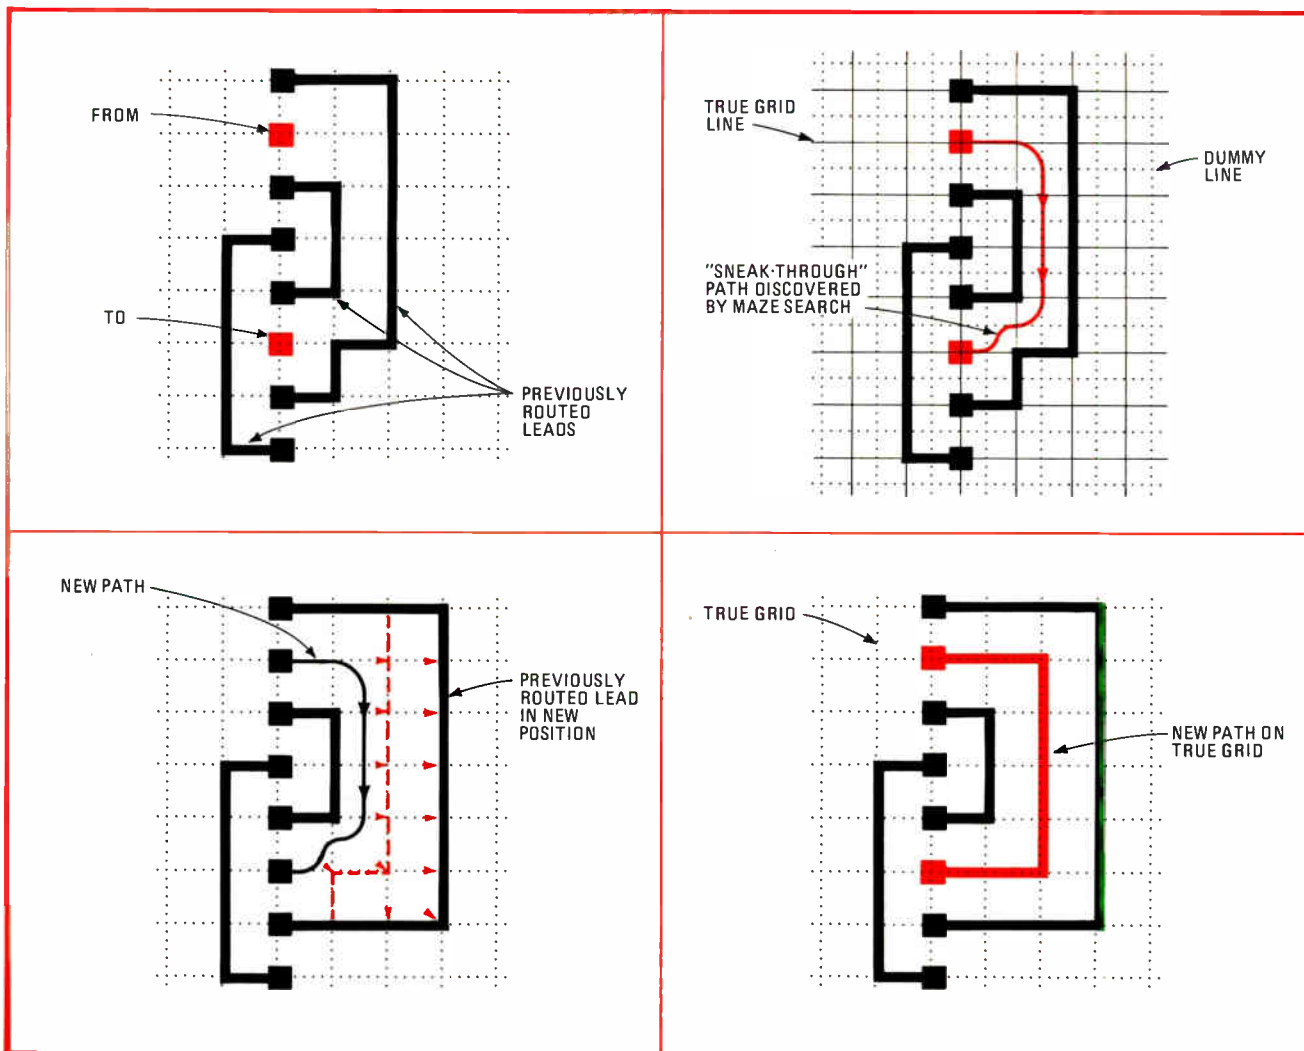 FROM
TO
PREVIOUSLY
ROUTED
LEADS
TRUE GRID
LINE
DUMMY
LINE
"SNEAK-THROUGH"
PATH DISCOVERED
BY MAZE SEARCH
NEW PATH
PREVIOUSLY
ROUTED LEAD
IN NEW
POSITION
TRUE GRID
NEW PATH ON
TRUE GRID